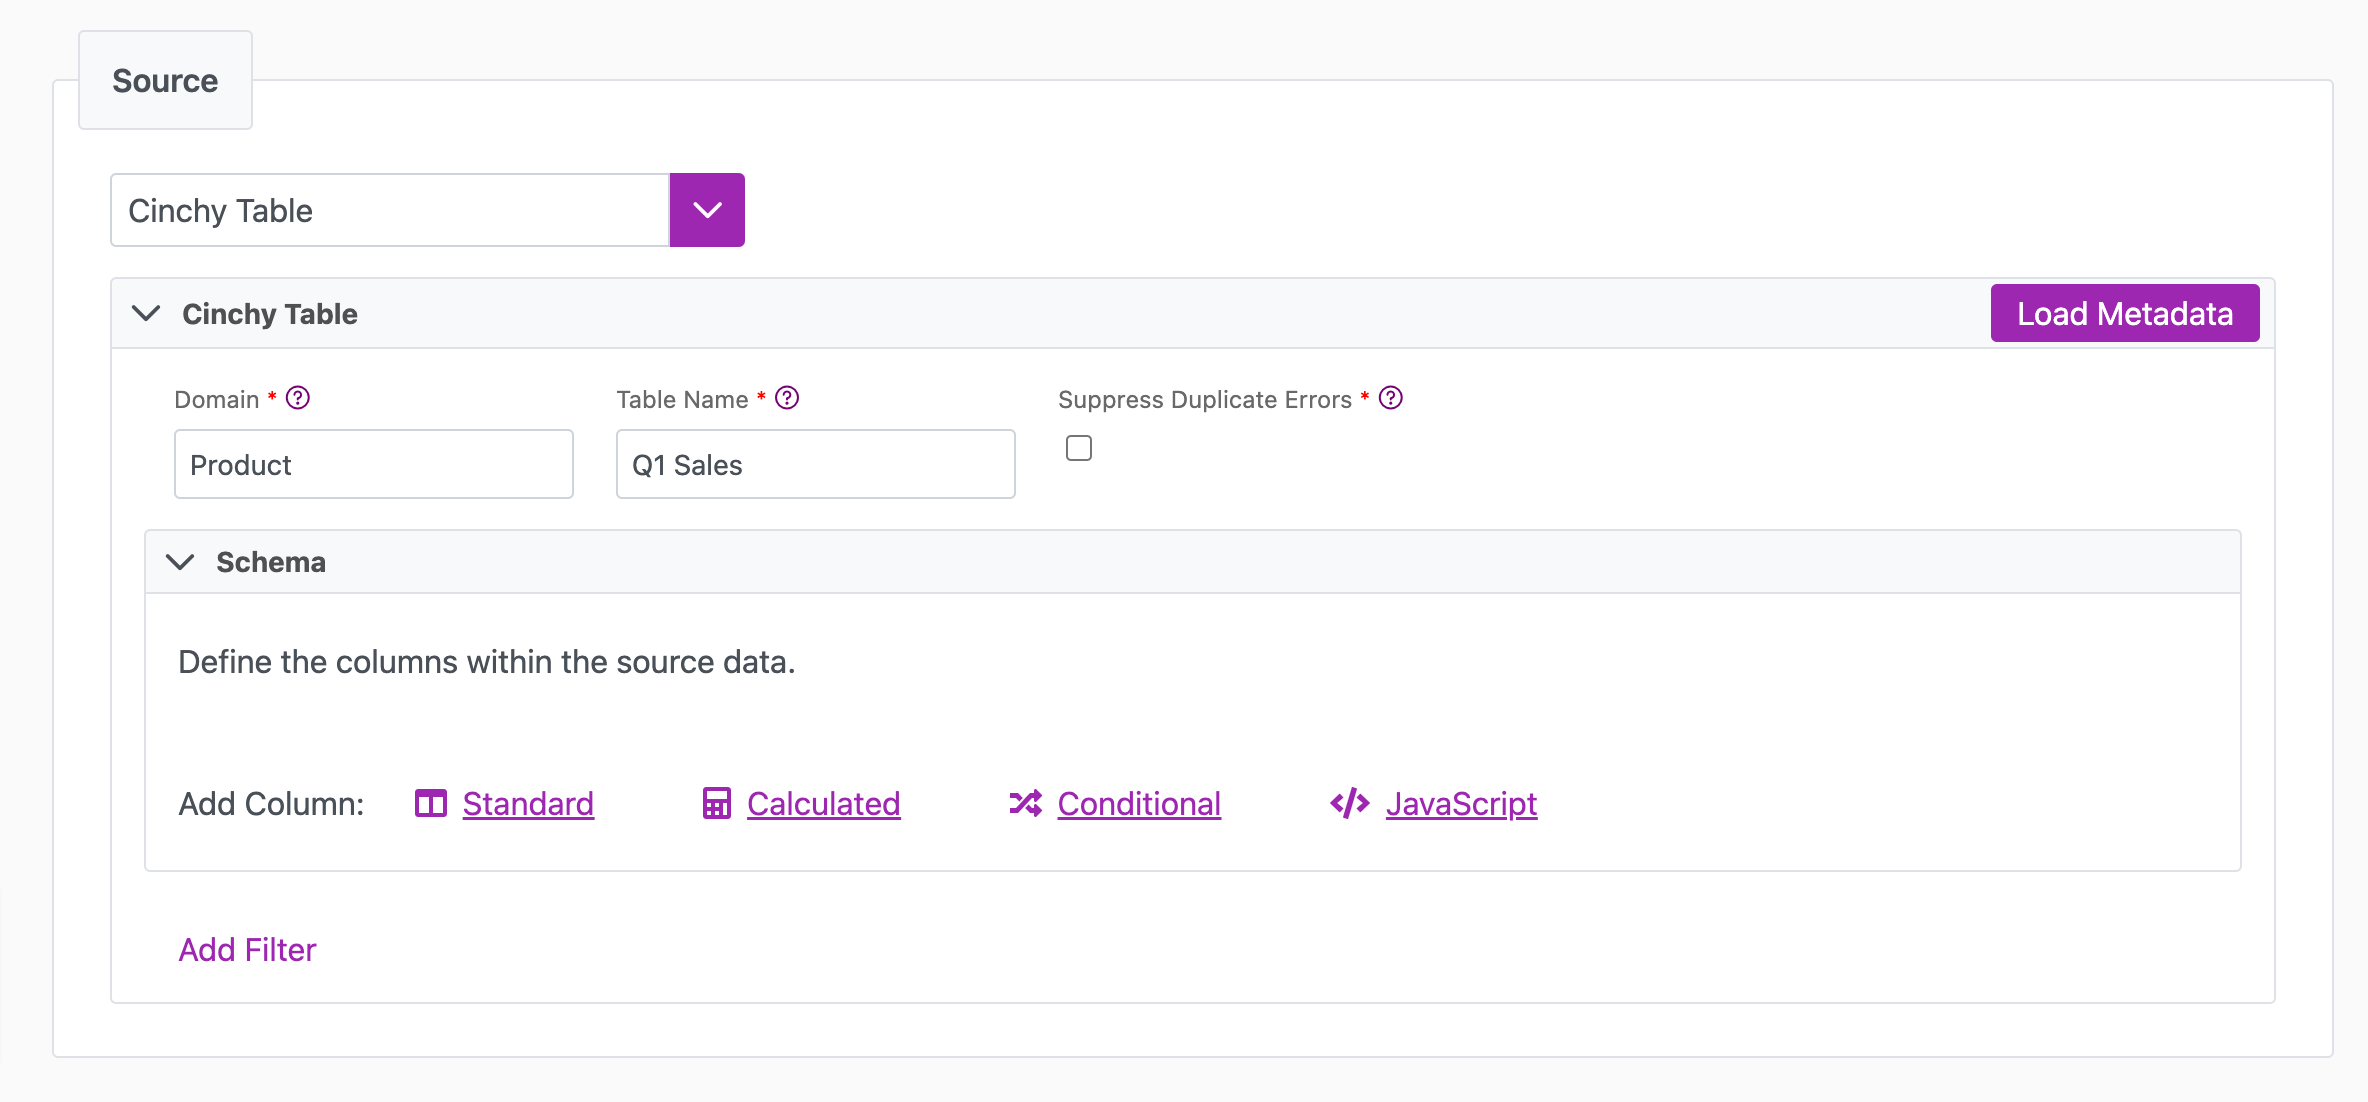 Source
Cinchy Table
Cinchy Table
Load Metadata
Domain *
Table Name *
Suppress Duplicate Errors *
Product
Q1 Sales
Schema
Define the columns within the source data.
Add Column: Standard Calculated Conditional JavaScript
Add Filter